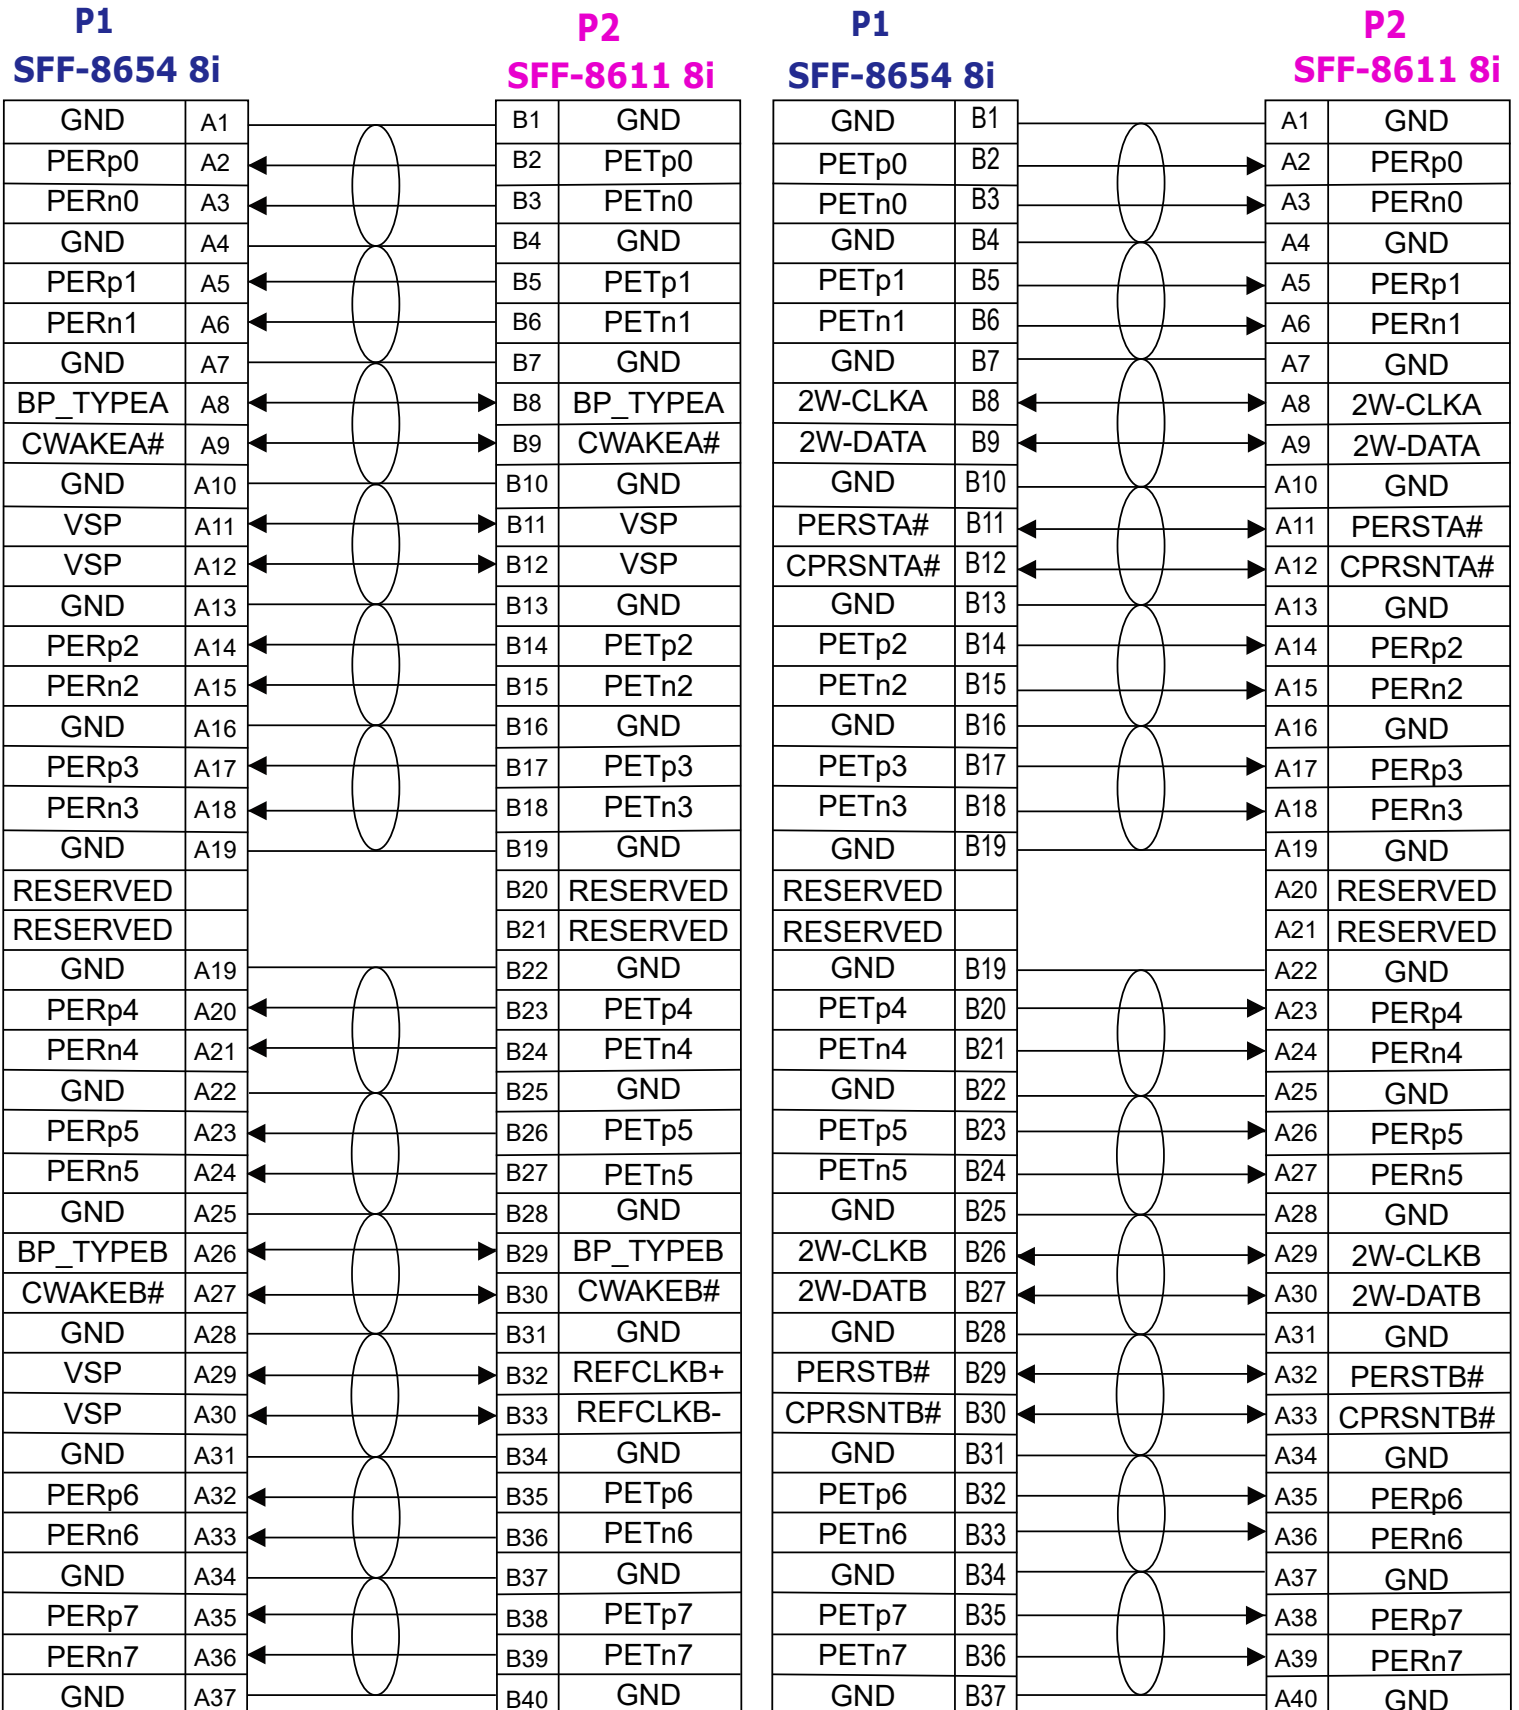 P1 P2 P1 P2
SFF-8654 8i SFF-8611 8i SFF-8654 8i SFF-8611 8i
GND A1 B1 GND GND B1 A1 GND
PERp0 A2 B2 PETp0 PETp0 B2 A2 PERp0
PERn0 A3 B3 PETn0 PETn0 B3 A3 PERn0
GND A4 B4 GND GND B4 A4 GND
PERp1 A5 B5 PETp1 PETp1 B5 A5 PERp1
PERn1 A6 B6 PETn1 PETn1 B6 A6 PERn1
GND A7 B7 GND GND B7 A7 GND
BP_TYPEA A8 B8 BP_TYPEA 2W-CLKA B8 A8 2W-CLKA
CWAKEA# A9 B9 CWAKEA# 2W-DATA B9 A9 2W-DATA
GND A10 B10 GND GND B10 A10 GND
VSP A11 B11 VSP PERSTA# B11 A11 PERSTA#
VSP A12 B12 VSP CPRSNTA# B12 A12 CPRSNTA#
GND A13 B13 GND GND B13 A13 GND
PERp2 A14 B14 PETp2 PETp2 B14 A14 PERp2
PERn2 A15 B15 PETn2 PETn2 B15 A15 PERn2
GND A16 B16 GND GND B16 A16 GND
PERp3 A17 B17 PETp3 PETp3 B17 A17 PERp3
PERn3 A18 B18 PETn3 PETn3 B18 A18 PERn3
GND A19 B19 GND GND B19 A19 GND
RESERVED B20 RESERVED RESERVED A20 RESERVED
RESERVED B21 RESERVED RESERVED A21 RESERVED
GND A19 B22 GND GND B19 A22 GND
PERp4 A20 B23 PETp4 PETp4 B20 A23 PERp4
PERn4 A21 B24 PETn4 PETn4 B21 A24 PERn4
GND A22 B25 GND GND B22 A25 GND
PERp5 A23 B26 PETp5 PETp5 B23 A26 PERp5
PERn5 A24 B27 PETn5 PETn5 B24 A27 PERn5
GND A25 B28 GND GND B25 A28 GND
BP_TYPEB A26 B29 BP_TYPEB 2W-CLKB B26 A29 2W-CLKB
CWAKEB# A27 B30 CWAKEB# 2W-DATB B27 A30 2W-DATB
GND A28 B31 GND GND B28 A31 GND
VSP A29 B32 REFCLKB+ PERSTB# B29 A32 PERSTB#
VSP A30 B33 REFCLKB- CPRSNTB# B30 A33 CPRSNTB#
GND A31 B34 GND GND B31 A34 GND
PERp6 A32 B35 PETp6 PETp6 B32 A35 PERp6
PERn6 A33 B36 PETn6 PETn6 B33 A36 PERn6
GND A34 B37 GND GND B34 A37 GND
PERp7 A35 B38 PETp7 PETp7 B35 A38 PERp7
PERn7 A36 B39 PETn7 PETn7 B36 A39 PERn7
GND A37 B40 GND GND B37 A40 GND